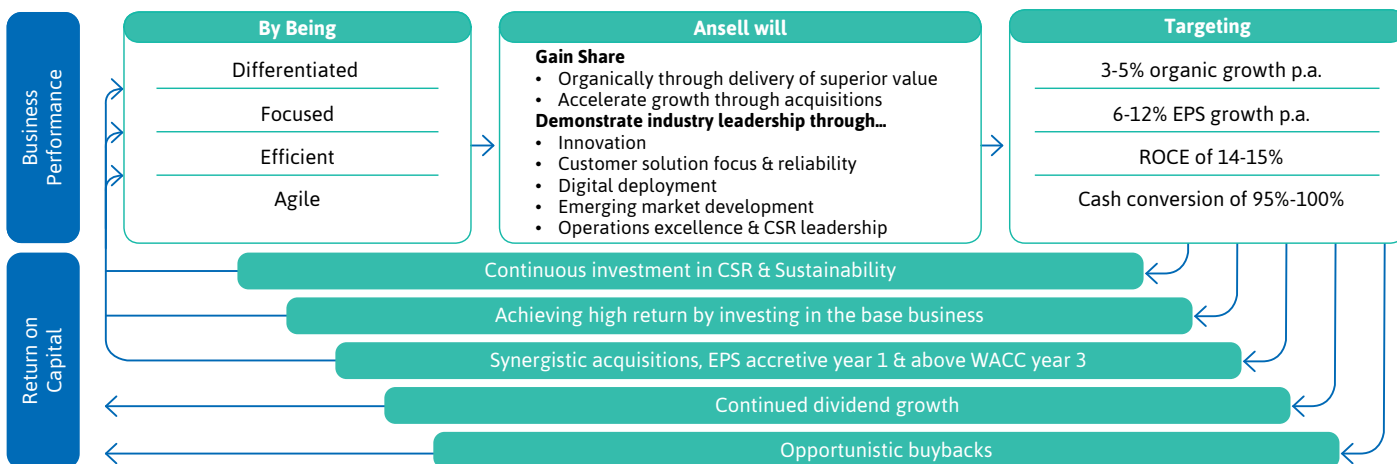 Business
Performance
By Being
Differentiated
Focused
Efficient
Agile
Ansell will
Gain Share
• Organically through delivery of superior value
• Accelerate growth through acquisitions
Demonstrate industry leadership through…
• Innovation
• Customer solution focus & reliability
• Digital deployment
• Emerging market development
• Operations excellence & CSR leadership
Targeting
3-5% organic growth p.a.
6-12% EPS growth p.a.
ROCE of 14-15%
Cash conversion of 95%-100%
Return on
Capital
Continuous investment in CSR & Sustainability
Achieving high return by investing in the base business
Synergistic acquisitions, EPS accretive year 1 & above WACC year 3
Continued dividend growth
Opportunistic buybacks